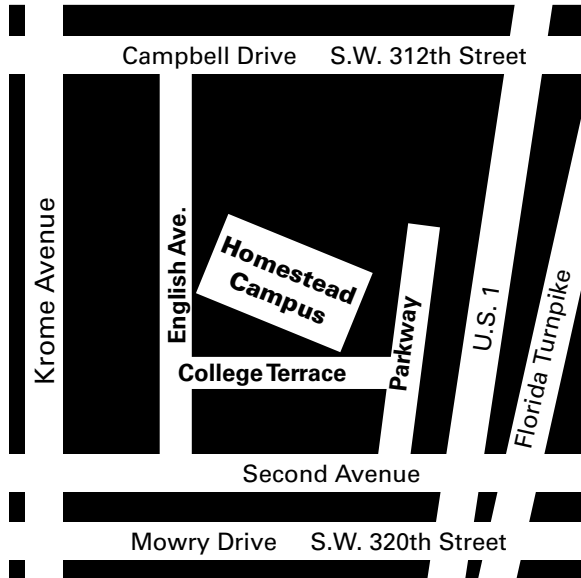 Campbell Drive S.W. 312th Street
Krome Avenue
English Ave.
Homestead
Campus
Parkway
U.S. 1
Florida Turnpike
College Terrace
Second Avenue
Mowry Drive S.W. 320th Street